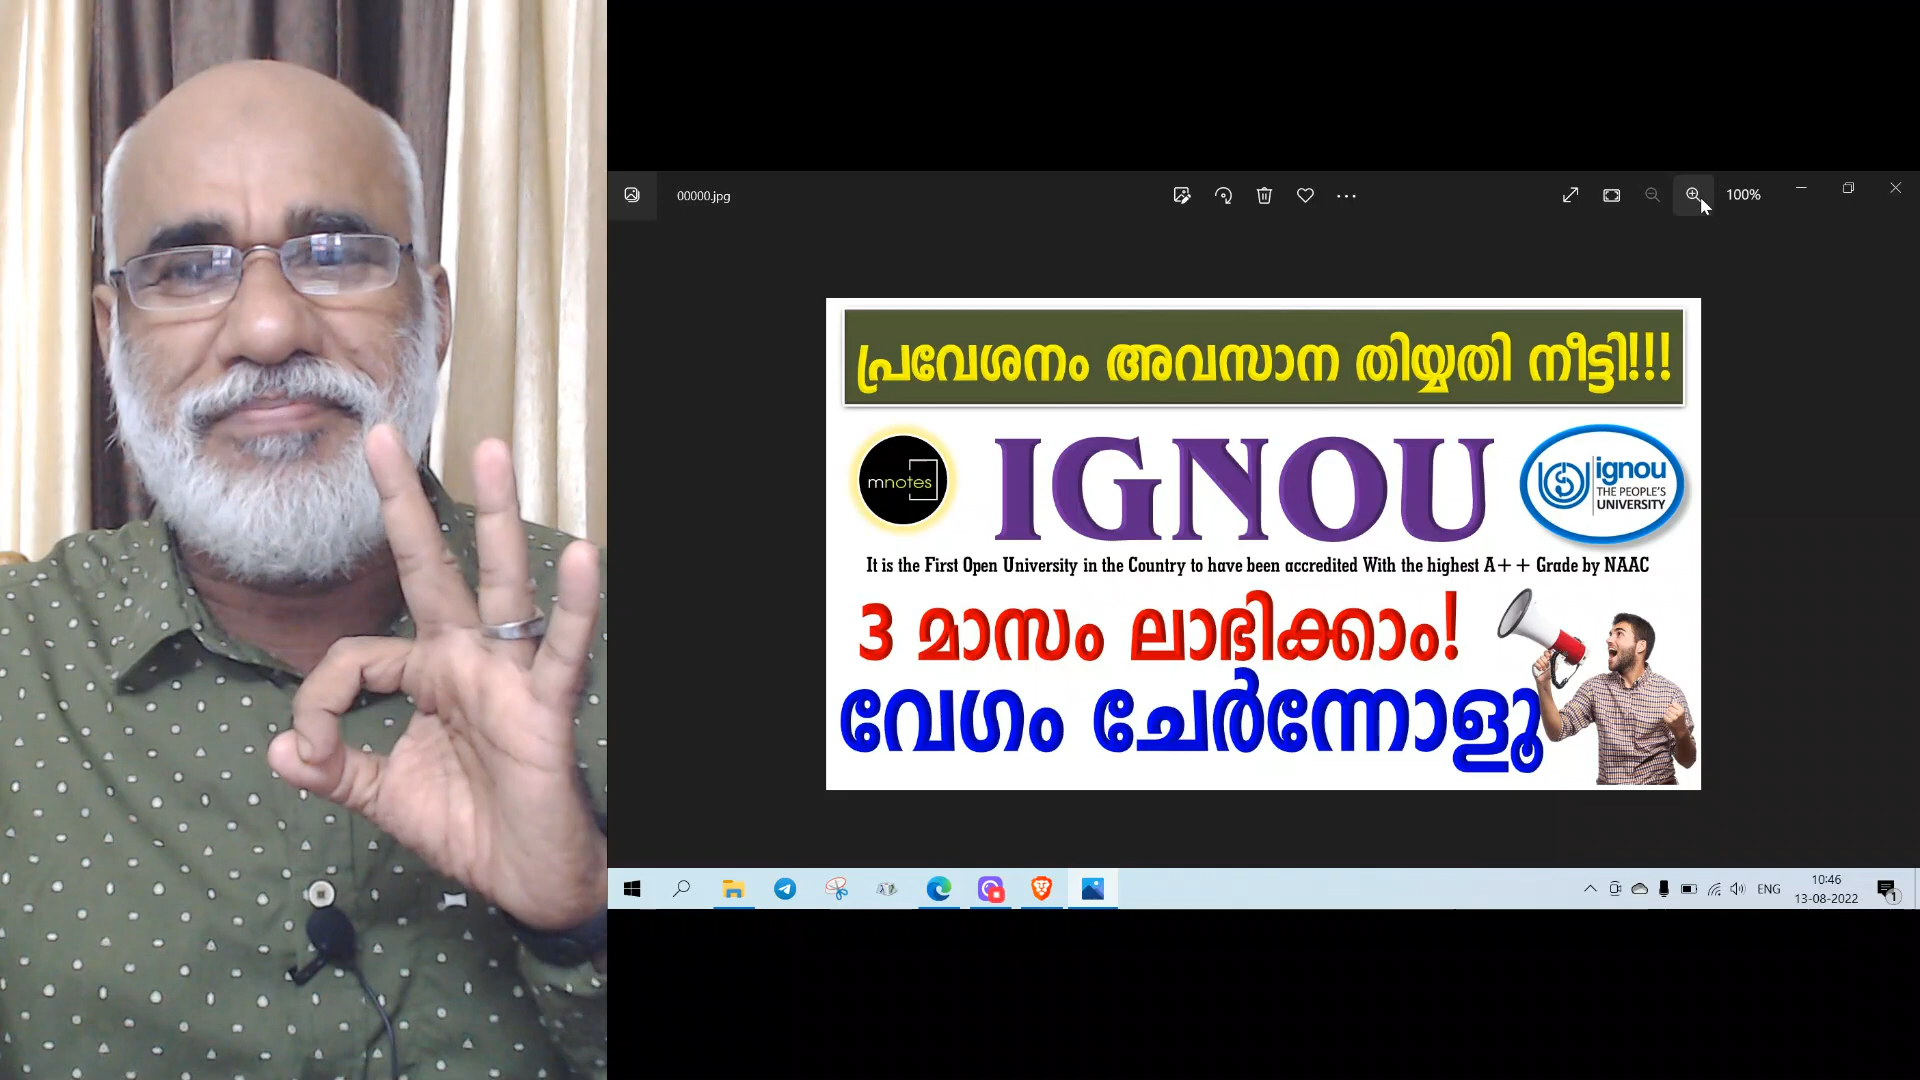 00000.jpg
100%
പ്രവേശനം അവസാന തിയ്യതി നീട്ടി!!!
mnotes
IGNOU
ignou
THE PEOPLE'S
UNIVERSITY
It is the First Open University in the Country to have been accredited With the highest A++ Grade by NAAC
3 മാസം ലാഭിക്കാം!
വേഗം ചേർന്നോളൂ
ENG
10:46
13-08-2022
1